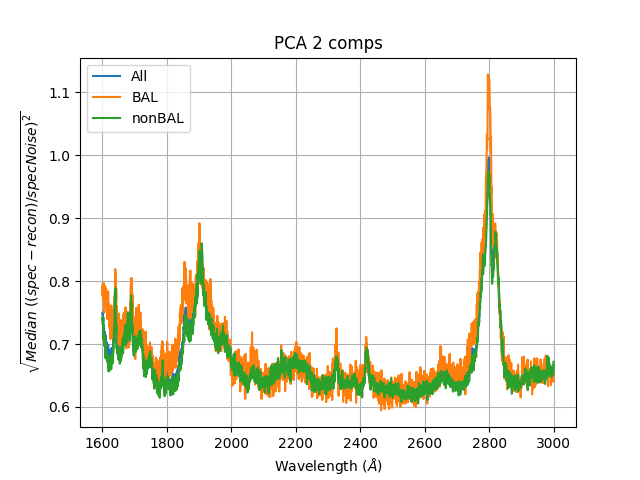 PCA 2 comps
All
BAL
nonBAL
1.1
1.0
0.9
0.8
0.7
0.6
√Median ((spec − recon)/specNoise)²
1600 1800 2000 2200 2400 2600 2800 3000
Wavelength (Å)